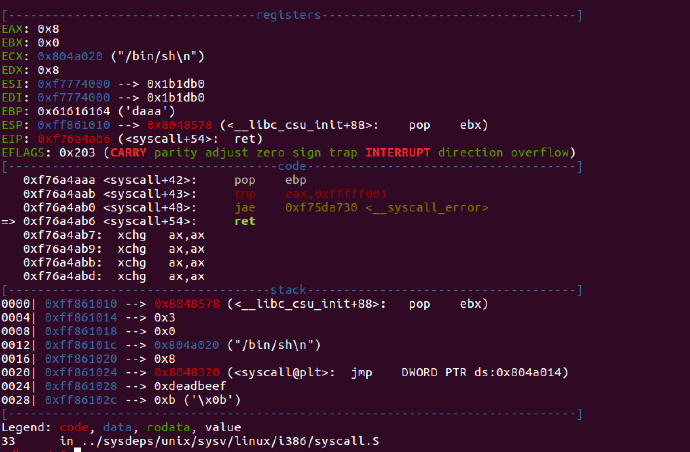 [----------------------------------registers-----------------------------------]
EAX: 0x8
EBX: 0x0
ECX: 0x804a020 ("/bin/sh\n")
EDX: 0x8
ESI: 0xf7774000 --> 0x1b1db0
EDI: 0xf7774000 --> 0x1b1db0
EBP: 0x61616164 ('daaa')
ESP: 0xff861010 --> 0x8048578 (<__libc_csu_init+88>: pop ebx)
EIP: 0xf76a4ab6 (<syscall+54>: ret)
EFLAGS: 0x203 (CARRY parity adjust zero sign trap INTERRUPT direction overflow)
[-------------------------------------code-------------------------------------]
0xf76a4aaa <syscall+42>: pop ebp
0xf76a4aab <syscall+43>: cmp eax,0xfffff001
0xf76a4ab0 <syscall+48>: jae 0xf75da730 <__syscall_error>
=> 0xf76a4ab6 <syscall+54>: ret
0xf76a4ab7: xchg ax,ax
0xf76a4ab9: xchg ax,ax
0xf76a4abb: xchg ax,ax
0xf76a4abd: xchg ax,ax
[------------------------------------stack-------------------------------------]
0000| 0xff861010 --> 0x8048578 (<__libc_csu_init+88>: pop ebx)
0004| 0xff861014 --> 0x3
0008| 0xff861018 --> 0x0
0012| 0xff86101c --> 0x804a020 ("/bin/sh\n")
0016| 0xff861020 --> 0x8
0020| 0xff861024 --> 0x8048320 (<syscall@plt>: jmp DWORD PTR ds:0x804a014)
0024| 0xff861028 --> 0xdeadbeef
0028| 0xff86102c --> 0xb ('\x0b')
[------------------------------------------------------------------------------]
Legend: code, data, rodata, value
33 in ../sysdeps/unix/sysv/linux/i386/syscall.S